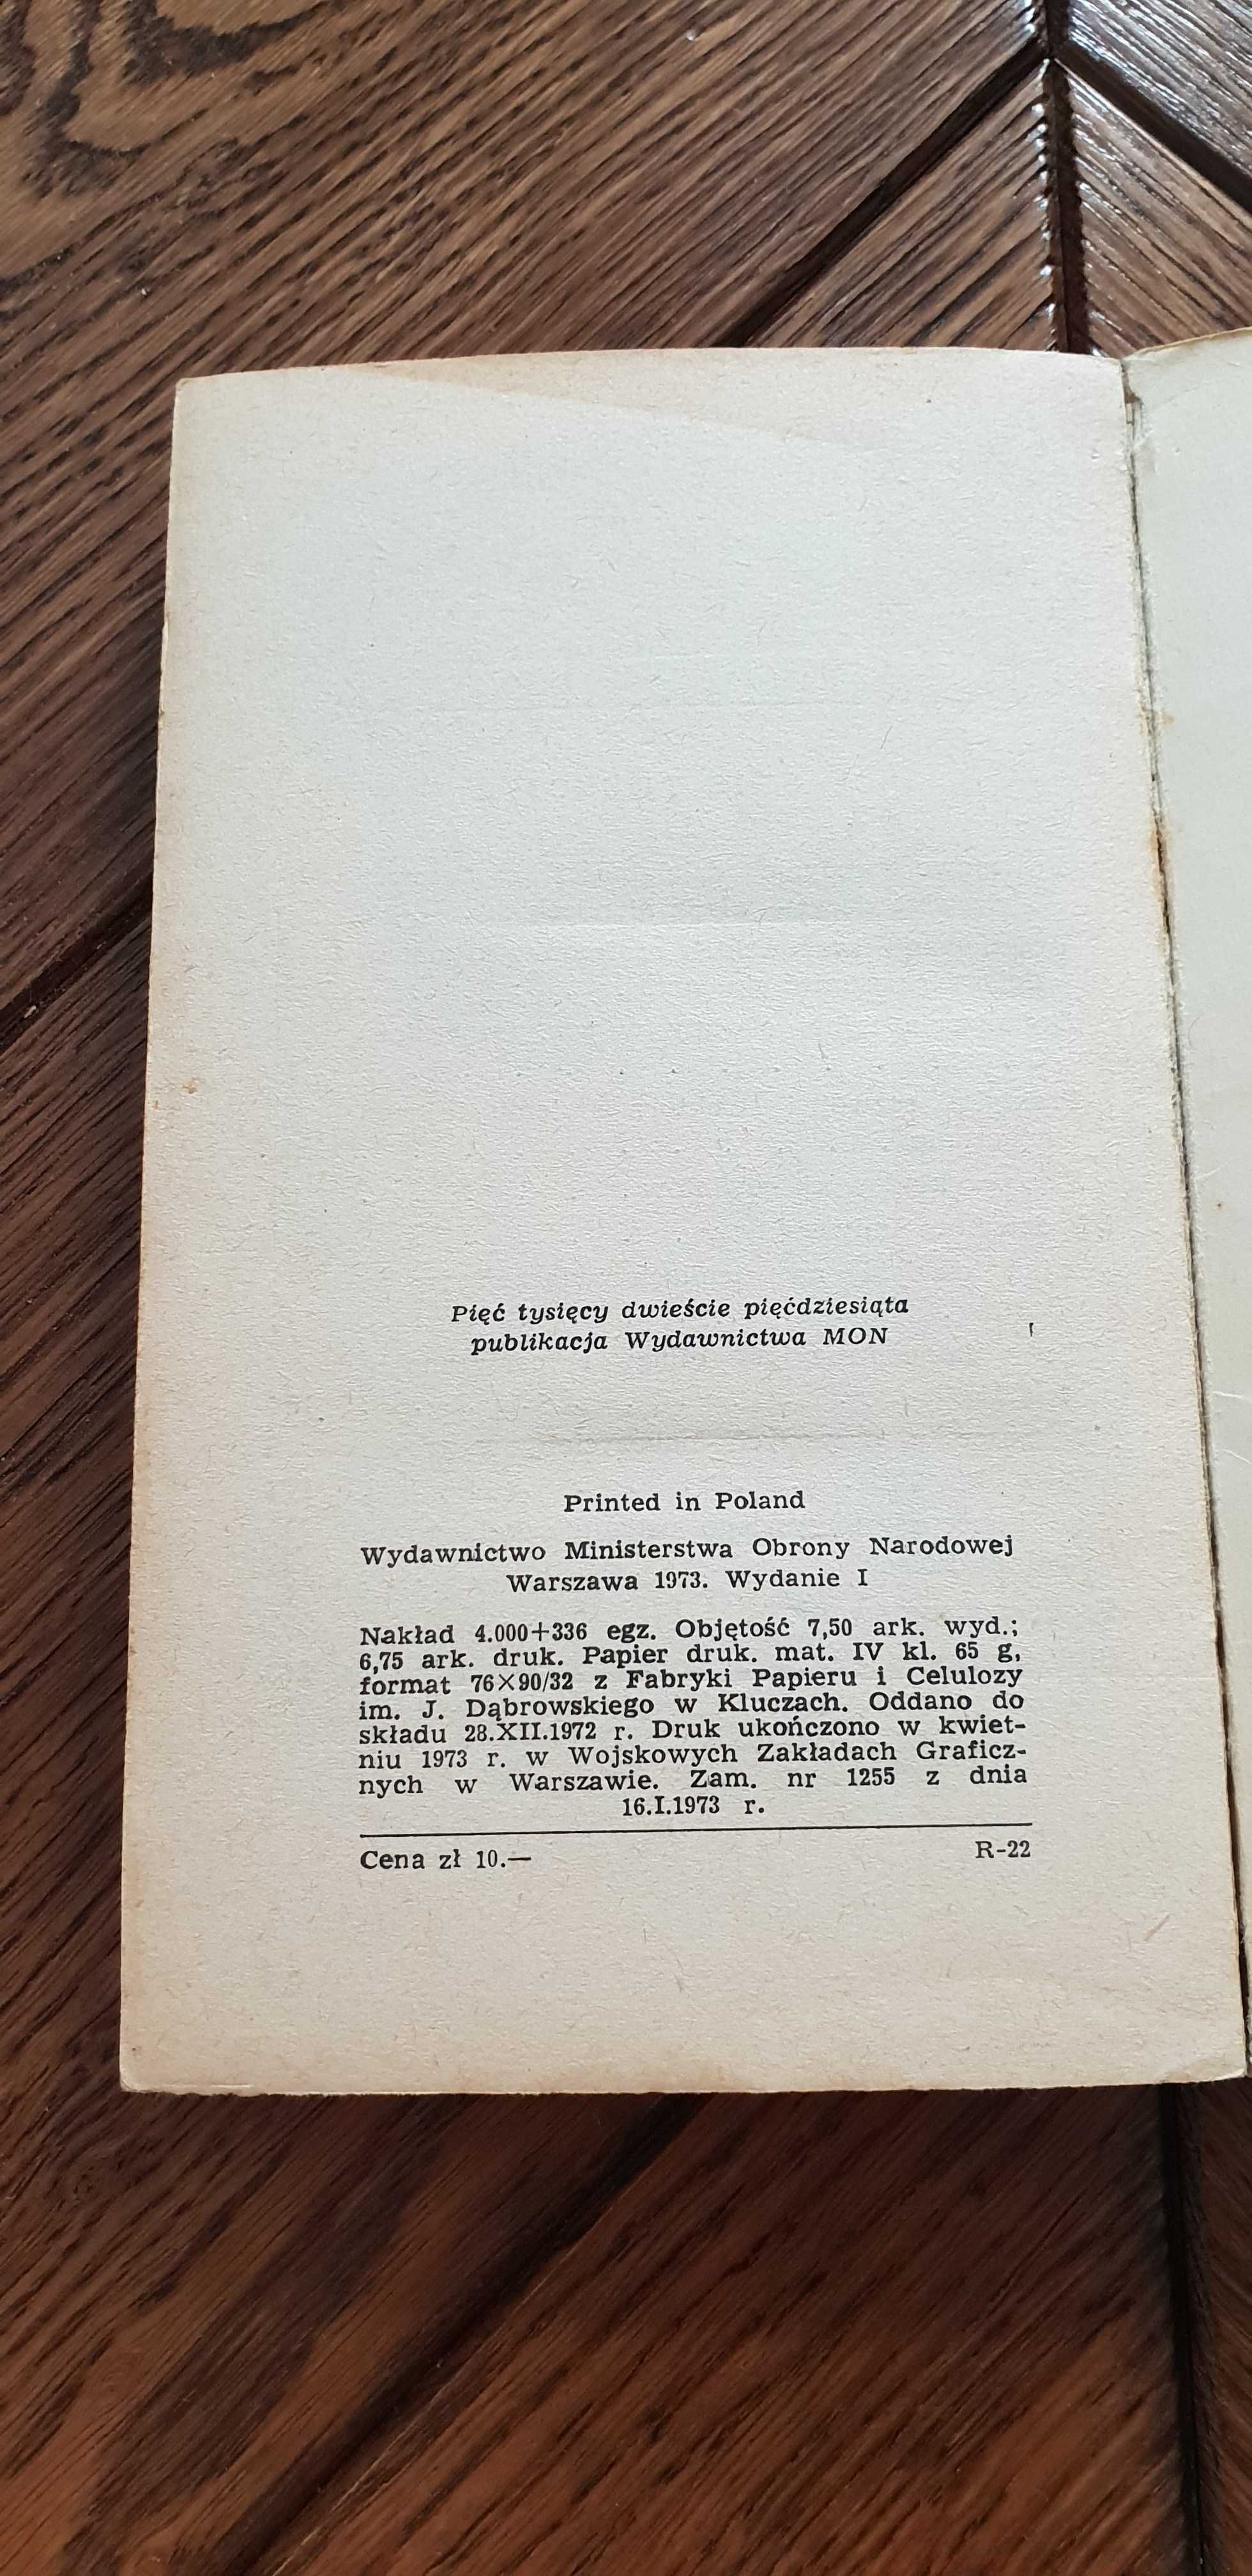 Pięć tysięcy dwieście pięćdziesiąta
publikacja Wydawnictwa MON
Printed in Poland
Wydawnictwo Ministerstwa Obrony Narodowej
Warszawa 1973. Wydanie I
Nakład 4.000+336 egz. Objętość 7,50 ark. wyd.;
6,75 ark. druk. Papier druk. mat. IV kl. 65 g,
format 76×90/32 z Fabryki Papieru i Celulozy
im. J. Dąbrowskiego w Kluczach. Oddano do
składu 28.XII.1972 r. Druk ukończono w kwiet-
niu 1973 r. w Wojskowych Zakładach Graficz-
nych w Warszawie. Zam. nr 1255 z dnia
16.I.1973 r.
Cena zł 10.— R-22